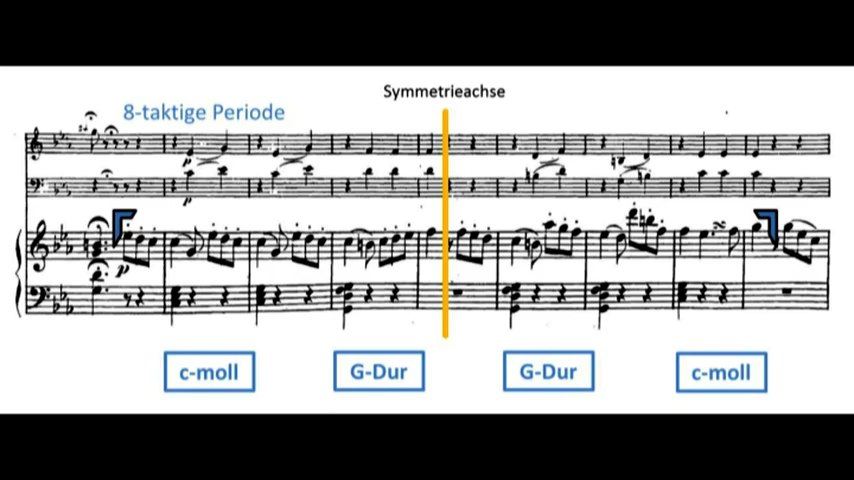 Symmetrieachse
8-taktige Periode
p
p
p
c-moll G-Dur G-Dur c-moll